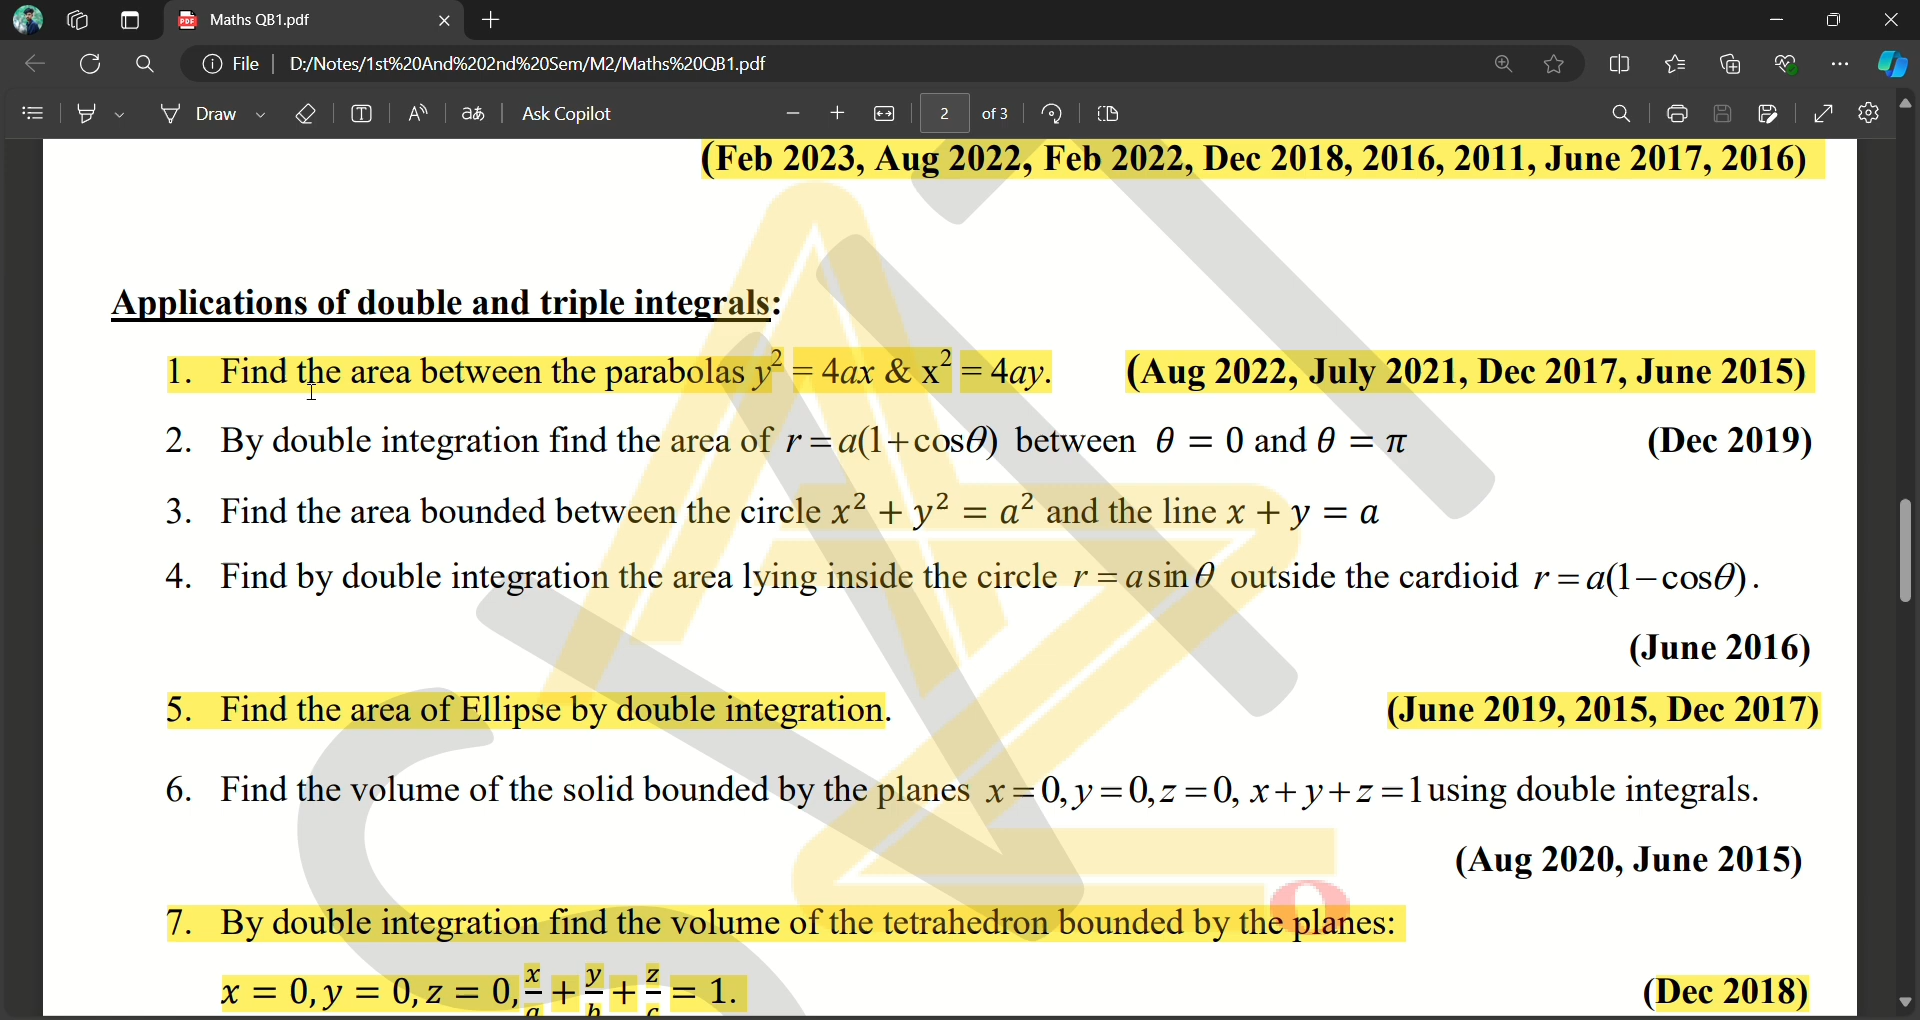 Maths QB1.pdf
File | D:/Notes/1st%20And%202nd%20Sem/M2/Maths%20QB1.pdf
Draw Ask Copilot 2 of 3
(Feb 2023, Aug 2022, Feb 2022, Dec 2018, 2016, 2011, June 2017, 2016)
Applications of double and triple integrals:
1. Find the area between the parabolas y² = 4ax & x² = 4ay. (Aug 2022, July 2021, Dec 2017, June 2015)
2. By double integration find the area of r = a(1+cosθ) between θ = 0 and θ = π (Dec 2019)
3. Find the area bounded between the circle x² + y² = a² and the line x + y = a
4. Find by double integration the area lying inside the circle r = a sinθ outside the cardioid r = a(1−cosθ).
(June 2016)
5. Find the area of Ellipse by double integration. (June 2019, 2015, Dec 2017)
6. Find the volume of the solid bounded by the planes x = 0, y = 0, z = 0, x + y + z = 1 using double integrals.
(Aug 2020, June 2015)
7. By double integration find the volume of the tetrahedron bounded by the planes:
x = 0, y = 0, z = 0, x/a + y/b + z/c = 1. (Dec 2018)